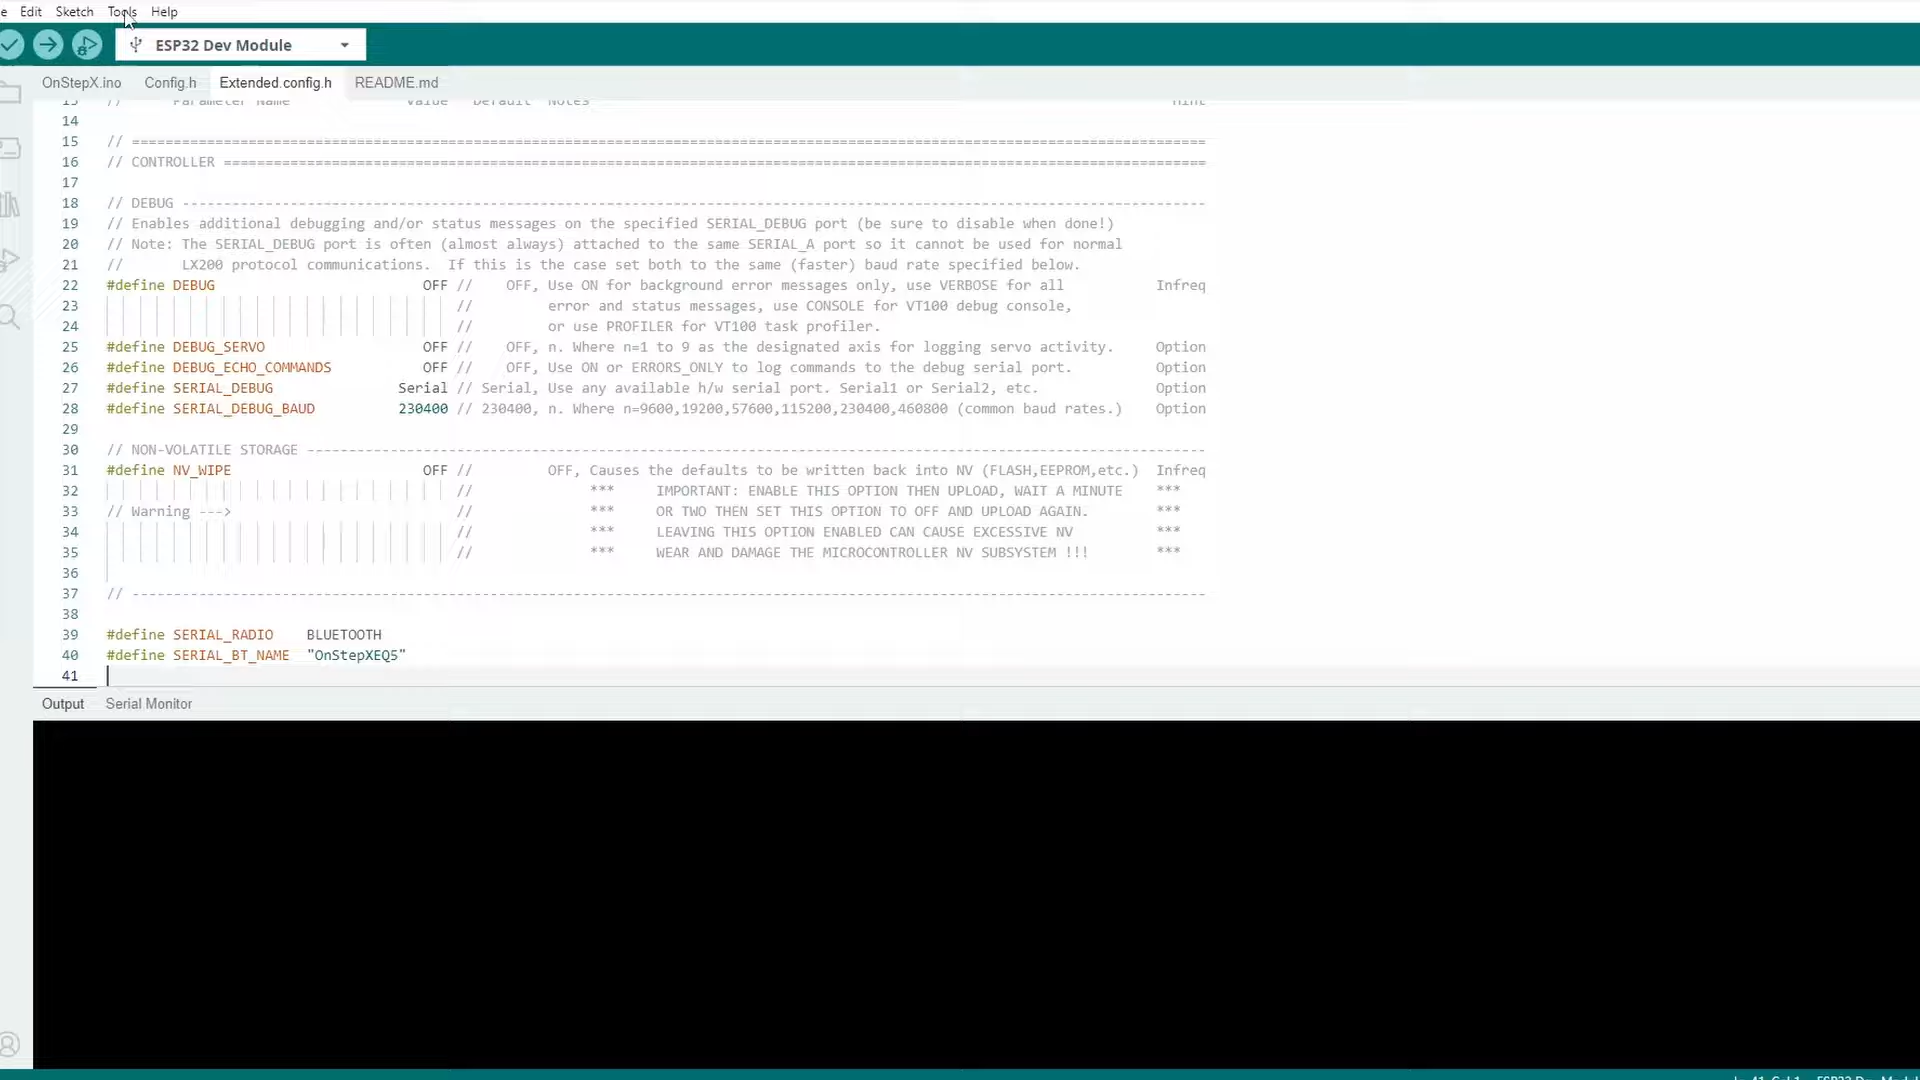 e Edit Sketch Tools Help
ESP32 Dev Module
OnStepX.ino Config.h Extended.config.h README.md
13 // Parameter Name Value Default Notes Hint
14
15 // ==================================================================================================================================
16 // CONTROLLER =======================================================================================================================
17
18 // DEBUG ----------------------------------------------------------------------------------------------------------------------------
19 // Enables additional debugging and/or status messages on the specified SERIAL_DEBUG port (be sure to disable when done!)
20 // Note: The SERIAL_DEBUG port is often (almost always) attached to the same SERIAL_A port so it cannot be used for normal
21 // LX200 protocol communications. If this is the case set both to the same (faster) baud rate specified below.
22 #define DEBUG OFF // OFF, Use ON for background error messages only, use VERBOSE for all Infreq
23 // error and status messages, use CONSOLE for VT100 debug console,
24 // or use PROFILER for VT100 task profiler.
25 #define DEBUG_SERVO OFF // OFF, n. Where n=1 to 9 as the designated axis for logging servo activity. Option
26 #define DEBUG_ECHO_COMMANDS OFF // OFF, Use ON or ERRORS_ONLY to log commands to the debug serial port. Option
27 #define SERIAL_DEBUG Serial // Serial, Use any available h/w serial port. Serial1 or Serial2, etc. Option
28 #define SERIAL_DEBUG_BAUD 230400 // 230400, n. Where n=9600,19200,57600,115200,230400,460800 (common baud rates.) Option
29
30 // NON-VOLATILE STORAGE -------------------------------------------------------------------------------------------------------------
31 #define NV_WIPE OFF // OFF, Causes the defaults to be written back into NV (FLASH,EEPROM,etc.) Infreq
32 // *** IMPORTANT: ENABLE THIS OPTION THEN UPLOAD, WAIT A MINUTE ***
33 // Warning ---> // *** OR TWO THEN SET THIS OPTION TO OFF AND UPLOAD AGAIN. ***
34 // *** LEAVING THIS OPTION ENABLED CAN CAUSE EXCESSIVE NV ***
35 // *** WEAR AND DAMAGE THE MICROCONTROLLER NV SUBSYSTEM !!! ***
36
37 // ----------------------------------------------------------------------------------------------------------------------------------
38
39 #define SERIAL_RADIO BLUETOOTH
40 #define SERIAL_BT_NAME "OnStepXEQ5"
41
Output Serial Monitor